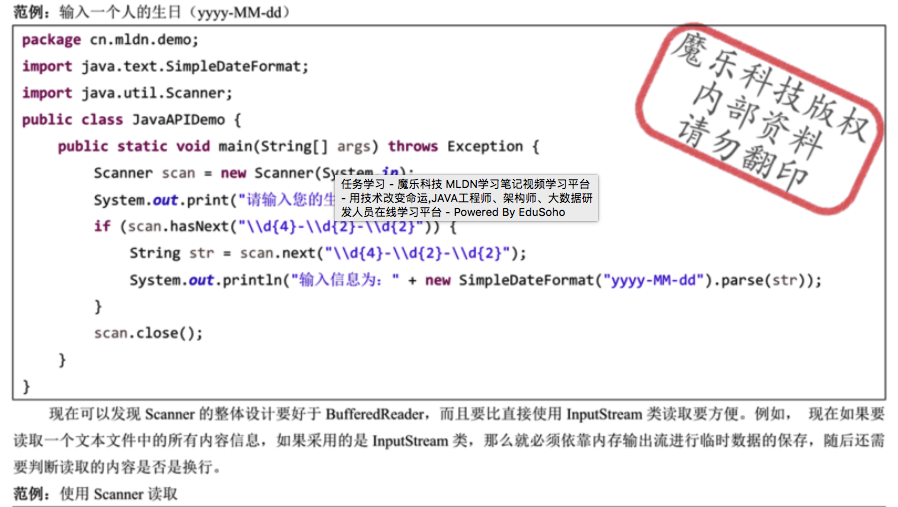 范例：输入一个人的生日（yyyy-MM-dd）
package cn.mldn.demo;
import java.text.SimpleDateFormat;
import java.util.Scanner;
public class JavaAPIDemo {
public static void main(String[] args) throws Exception {
Scanner scan = new Scanner(System.in);
System.out.print("请输入您的生
if (scan.hasNext("\\d{4}-\\d{2}-\\d{2}")) {
String str = scan.next("\\d{4}-\\d{2}-\\d{2}");
System.out.println("输入信息为：" + new SimpleDateFormat("yyyy-MM-dd").parse(str));
}
scan.close();
}
}
魔乐科技版权
内部资料
请勿翻印
任务学习 - 魔乐科技 MLDN学习笔记视频学习平台
- 用技术改变命运,JAVA工程师、架构师、大数据研
发人员在线学习平台 - Powered By EduSoho
现在可以发现 Scanner 的整体设计要好于 BufferedReader，而且要比直接使用 InputStream 类读取要方便。例如， 现在如果要
读取一个文本文件中的所有内容信息，如果采用的是 InputStream 类，那么就必须依靠内存输出流进行临时数据的保存，随后还需
要判断读取的内容是否是换行。
范例：使用 Scanner 读取